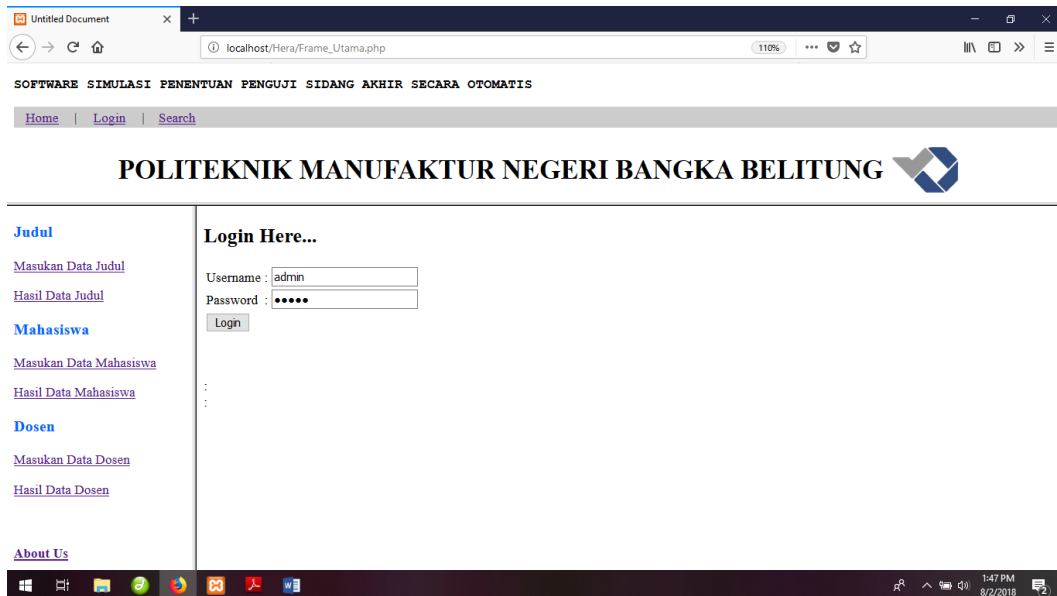 Untitled Document
localhost/Hera/Frame_Utama.php
110%
SOFTWARE SIMULASI PENENTUAN PENGUJI SIDANG AKHIR SECARA OTOMATIS
Home | Login | Search
POLITEKNIK MANUFAKTUR NEGERI BANGKA BELITUNG
Judul
Masukan Data Judul
Hasil Data Judul
Mahasiswa
Masukan Data Mahasiswa
Hasil Data Mahasiswa
Dosen
Masukan Data Dosen
Hasil Data Dosen
About Us
Login Here...
Username : admin
Password : •••••
Login
:
:
1:47 PM
8/2/2018
2